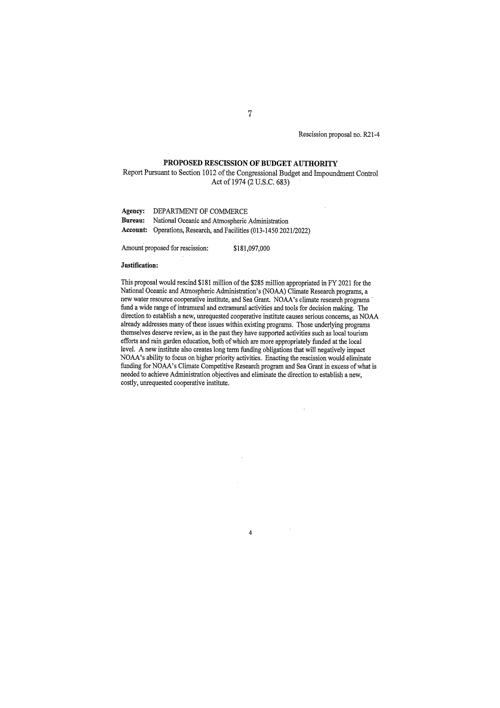 7
Rescission proposal no. R21-4
PROPOSED RESCISSION OF BUDGET AUTHORITY
Report Pursuant to Section 1012 of the Congressional Budget and Impoundment Control
Act of 1974 (2 U.S.C. 683)
Agency: DEPARTMENT OF COMMERCE
Bureau: National Oceanic and Atmospheric Administration
Account: Operations, Research, and Facilities (013-1450 2021/2022)
Amount proposed for rescission: $181,097,000
Justification:
This proposal would rescind $181 million of the $285 million appropriated in FY 2021 for the
National Oceanic and Atmospheric Administration's (NOAA) Climate Research programs, a
new water resource cooperative institute, and Sea Grant. NOAA's climate research programs
fund a wide range of intramural and extramural activities and tools for decision making. The
direction to establish a new, unrequested cooperative institute causes serious concerns, as NOAA
already addresses many of these issues within existing programs. Those underlying programs
themselves deserve review, as in the past they have supported activities such as local tourism
efforts and rain garden education, both of which are more appropriately funded at the local
level. A new institute also creates long term funding obligations that will negatively impact
NOAA's ability to focus on higher priority activities. Enacting the rescission would eliminate
funding for NOAA's Climate Competitive Research program and Sea Grant in excess of what is
needed to achieve Administration objectives and eliminate the direction to establish a new,
costly, unrequested cooperative institute.
4